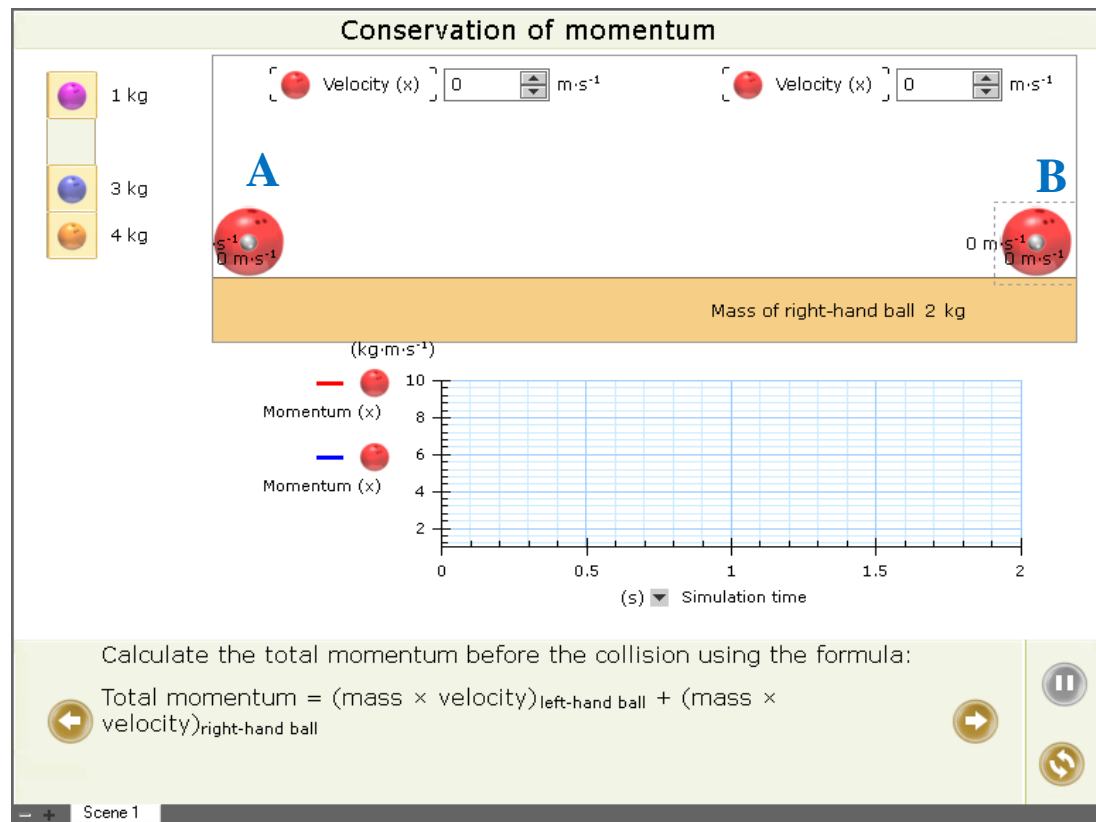 Conservation of momentum
1 kg
3 kg
4 kg
Velocity (x) 0 m·s⁻¹
Velocity (x) 0 m·s⁻¹
A
B
s⁻¹
0 m·s⁻¹
0 m·s⁻¹
0 m·s⁻¹
Mass of right-hand ball 2 kg
(kg·m·s⁻¹)
Momentum (x)
Momentum (x)
10
8
6
4
2
0 0.5 1 1.5 2
(s) Simulation time
Calculate the total momentum before the collision using the formula:
Total momentum = (mass × velocity)left-hand ball + (mass ×
velocity)right-hand ball
Scene 1